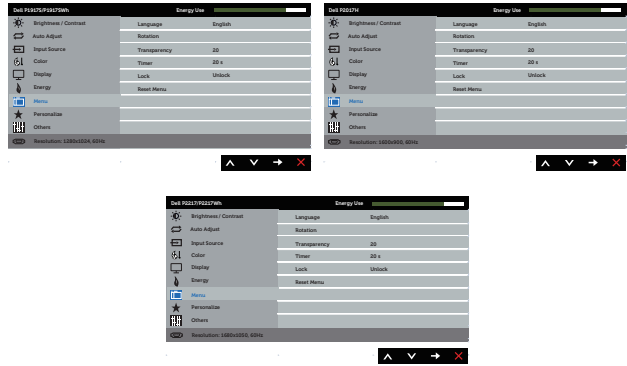 Dell P1917S/P1917SWh Energy Use
Brightness / Contrast Language English
Auto Adjust Rotation
Input Source Transparency 20
Color Timer 20 s
Display Lock Unlock
Energy Reset Menu
Menu
Personalize
Others
Resolution: 1280x1024, 60Hz
Dell P2017H Energy Use
Brightness / Contrast Language English
Auto Adjust Rotation
Input Source Transparency 20
Color Timer 20 s
Display Lock Unlock
Energy Reset Menu
Menu
Personalize
Others
Resolution: 1600x900, 60Hz
Dell P2217/P2217Wh Energy Use
Brightness / Contrast Language English
Auto Adjust Rotation
Input Source Transparency 20
Color Timer 20 s
Display Lock Unlock
Energy Reset Menu
Menu
Personalize
Others
Resolution: 1680x1050, 60Hz